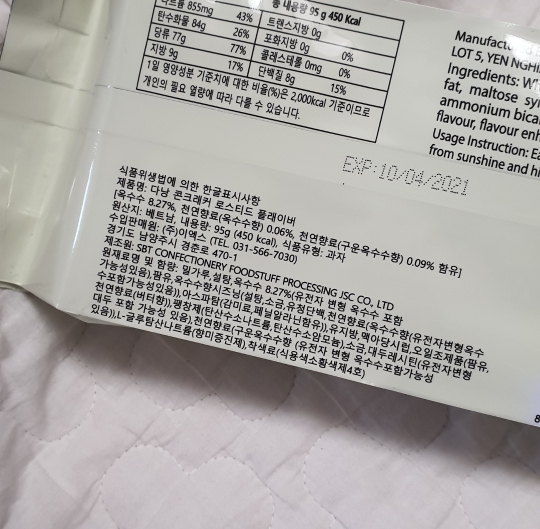 총 내용량 95 g 450 Kcal
나트륨 855mg 43% 트랜스지방 0g
탄수화물 84g 26% 포화지방 0g 0%
당류 77g 77% 콜레스테롤 0mg 0%
지방 9g 17% 단백질 8g 15%
1일 영양성분 기준치에 대한 비율(%)은 2,000kcal 기준이므로
개인의 필요 열량에 따라 다를 수 있습니다.
LOT 5, YEN NGHI
Ingredients:
fat, maltose
ammonium
flavour, flavour
Usage Instruction:
from sunshine and
EXP:10/04/2021
식품위생법에 의한 한글표시사항
제품명: 다낭 콘크래커 로스티드 플래이버
[옥수수 8.27%, 천연향료(옥수수향) 0.06%, 천연향료(구운옥수수향) 0.09% 함유]
원산지: 베트남, 내용량: 95g (450 kcal), 식품유형: 과자
수입판매원: (주)이엑스 (TEL 031-566-7030)
경기도 남양주시 경춘로 470-1
제조원: SBT CONFECTIONERY FOODSTUFF PROCESSING JSC CO., LTD
원재료명 및 함량: 밀가루,설탕,옥수수 8.27%(유전자 변형 옥수수 포함
가능성있음),팜유,옥수수향시즈닝(설탕,소금,유청단백,천연향료(옥수수향(유전자변형옥수
수포함가능성있음)),아스파탐(감미료,페닐알라닌함유)),유지방,맥아당시럽,오일조제품(팜유,
천연향료(버터향)),팽창제(탄산수소나트륨,탄산수소암모늄),소금,대두레시틴(유전자변형
대두 포함 가능성 있음),천연향료(구운옥수수향 (유전자 변형 옥수수포함가능성
있음)),L-글루탐산나트륨(향미증진제),착색료(식용색소황색제4호)